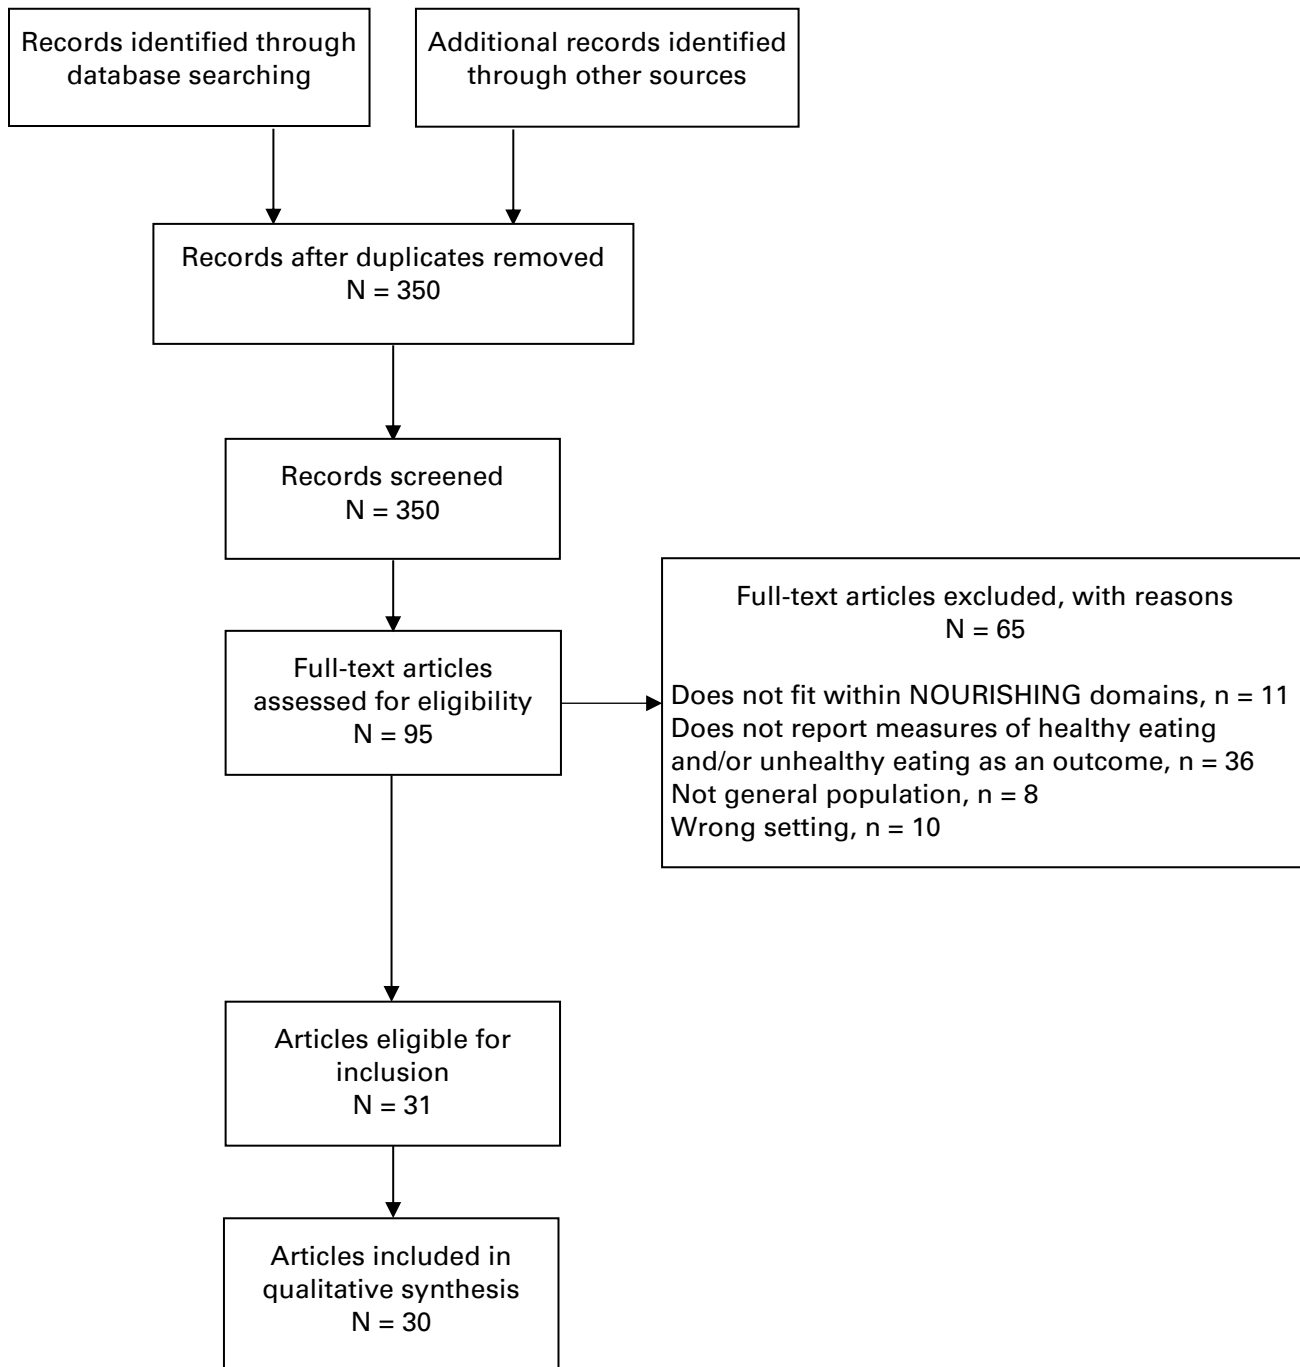 Records identified through
database searching
Additional records identified
through other sources
Records after duplicates removed
N = 350
Records screened
N = 350
Full-text articles
assessed for eligibility
N = 95
Full-text articles excluded, with reasons
N = 65
Does not fit within NOURISHING domains, n = 11
Does not report measures of healthy eating
and/or unhealthy eating as an outcome, n = 36
Not general population, n = 8
Wrong setting, n = 10
Articles eligible for
inclusion
N = 31
Articles included in
qualitative synthesis
N = 30